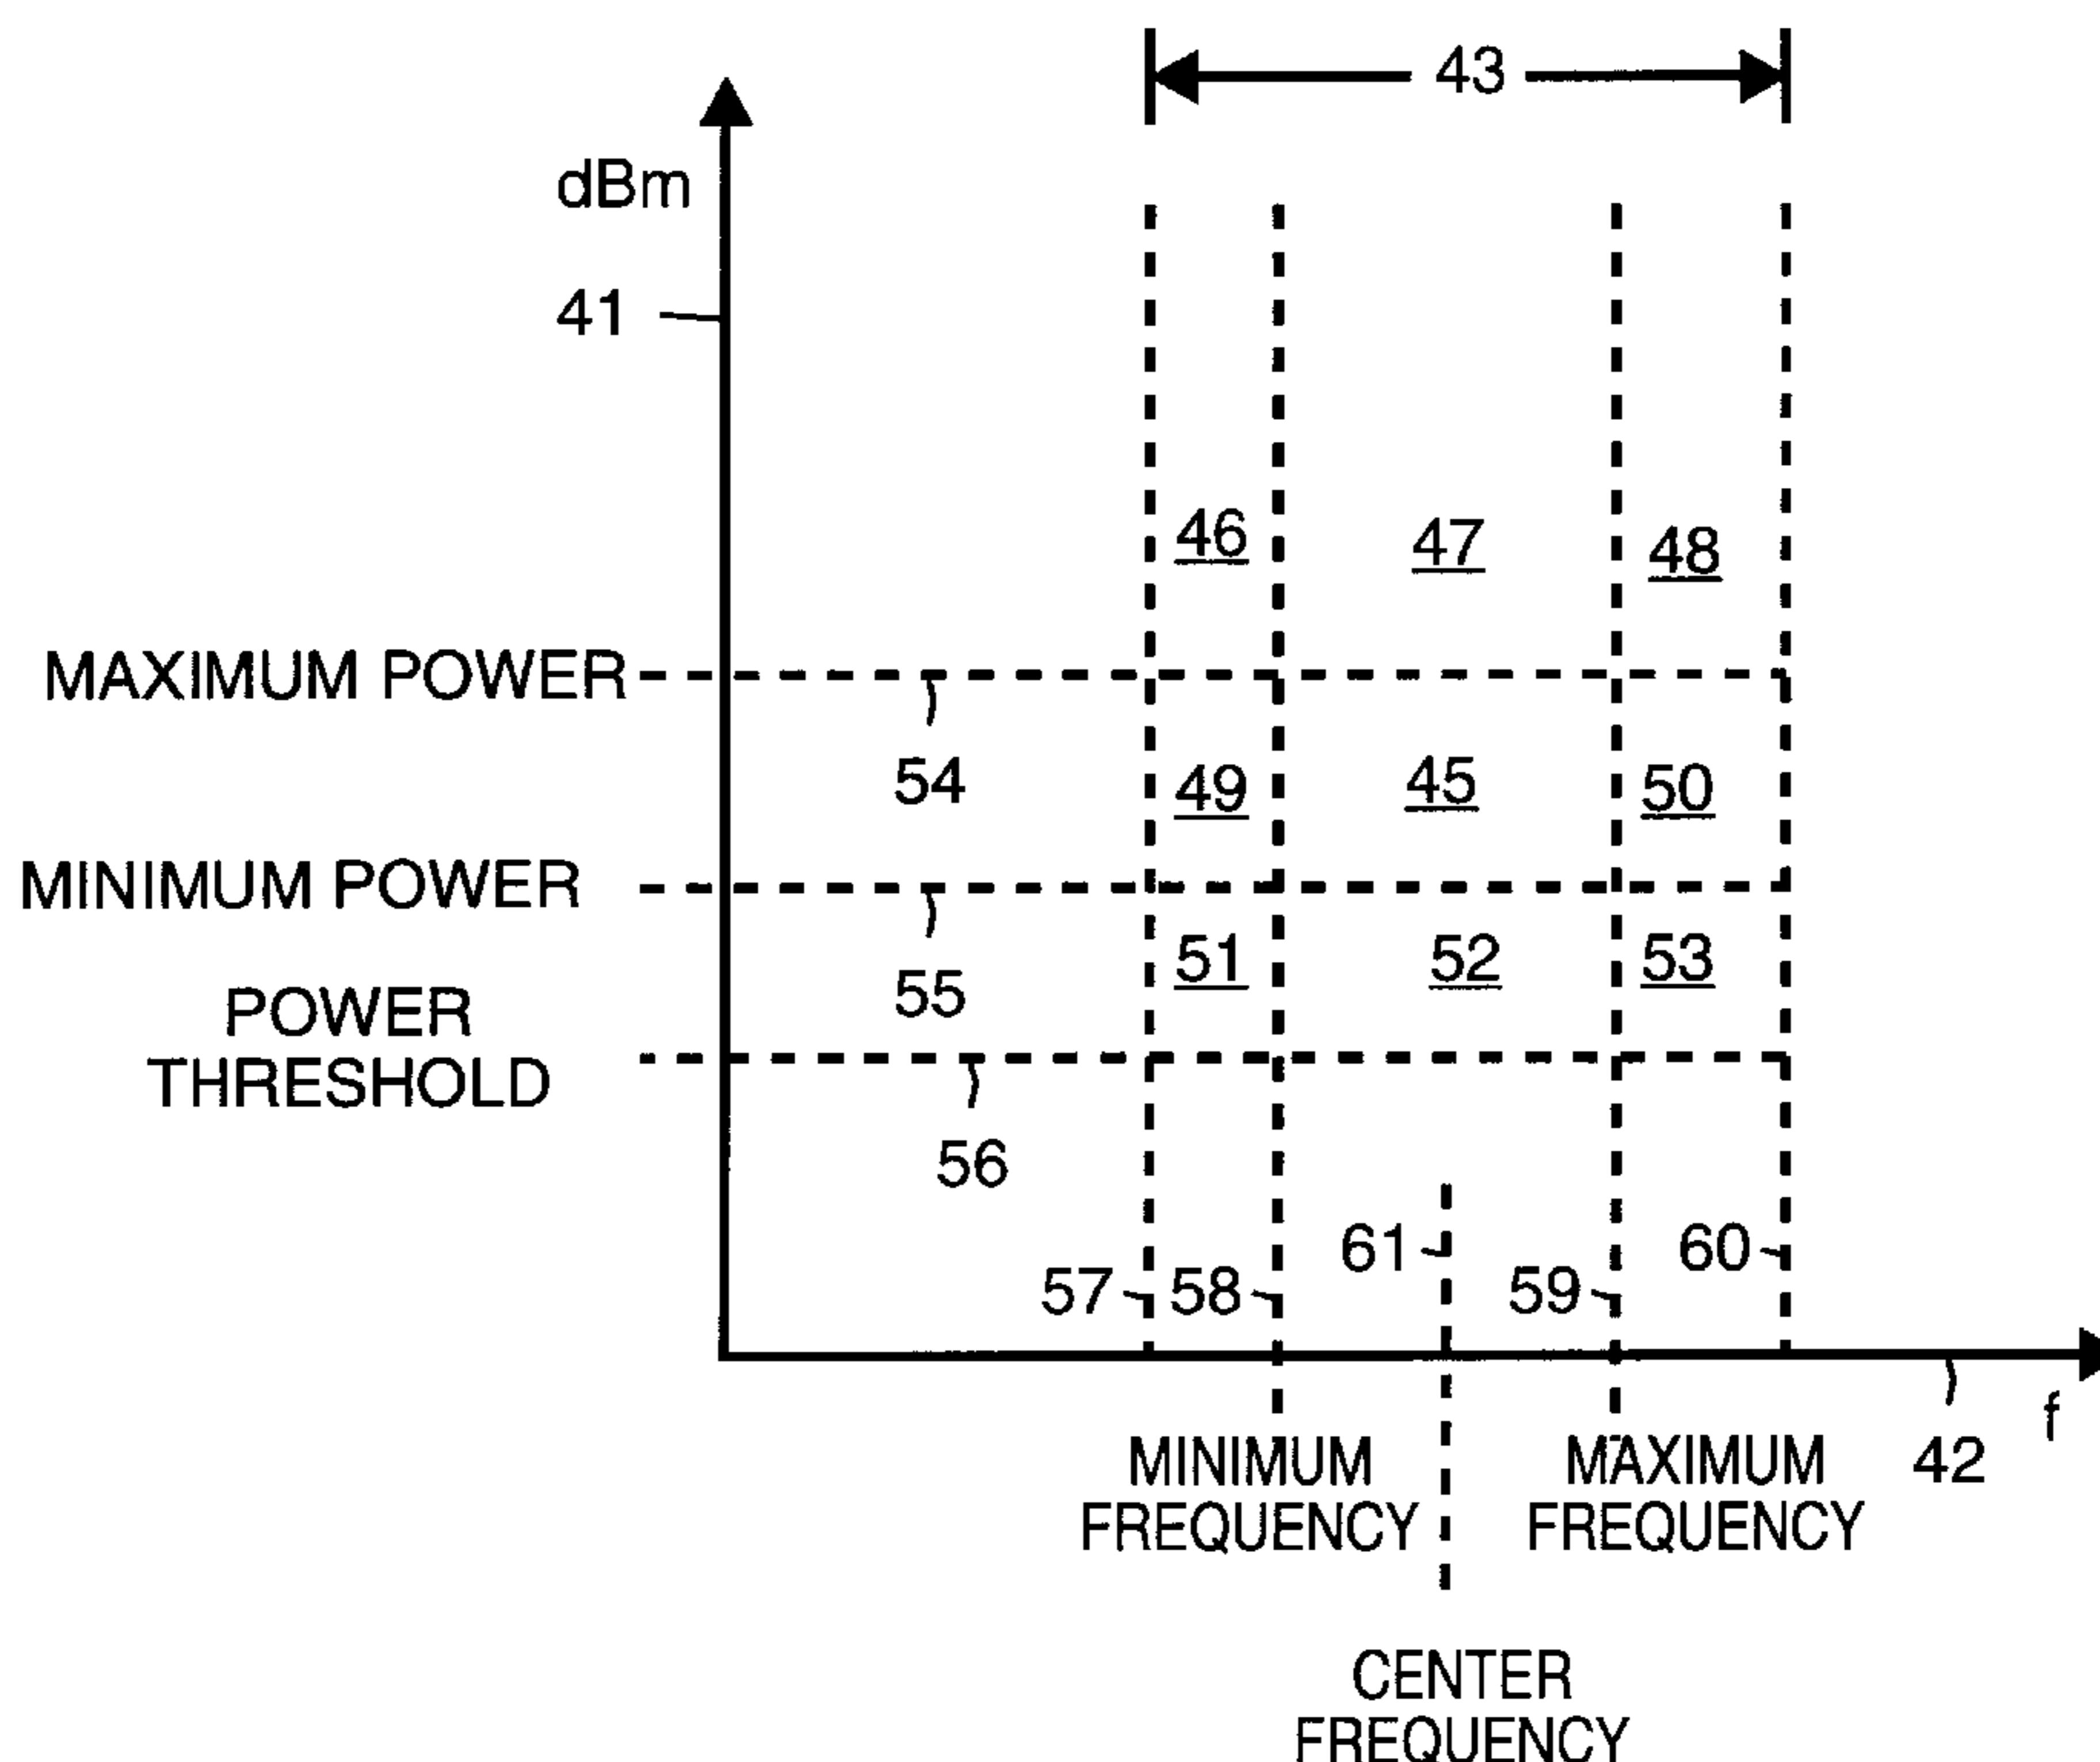 43
dBm
41
46
47
48
MAXIMUM POWER
54
49
45
50
MINIMUM POWER
55
51
52
53
POWER
THRESHOLD
56
57
58
61
59
60
f
42
MINIMUM
FREQUENCY
MAXIMUM
FREQUENCY
CENTER
FREQUENCY